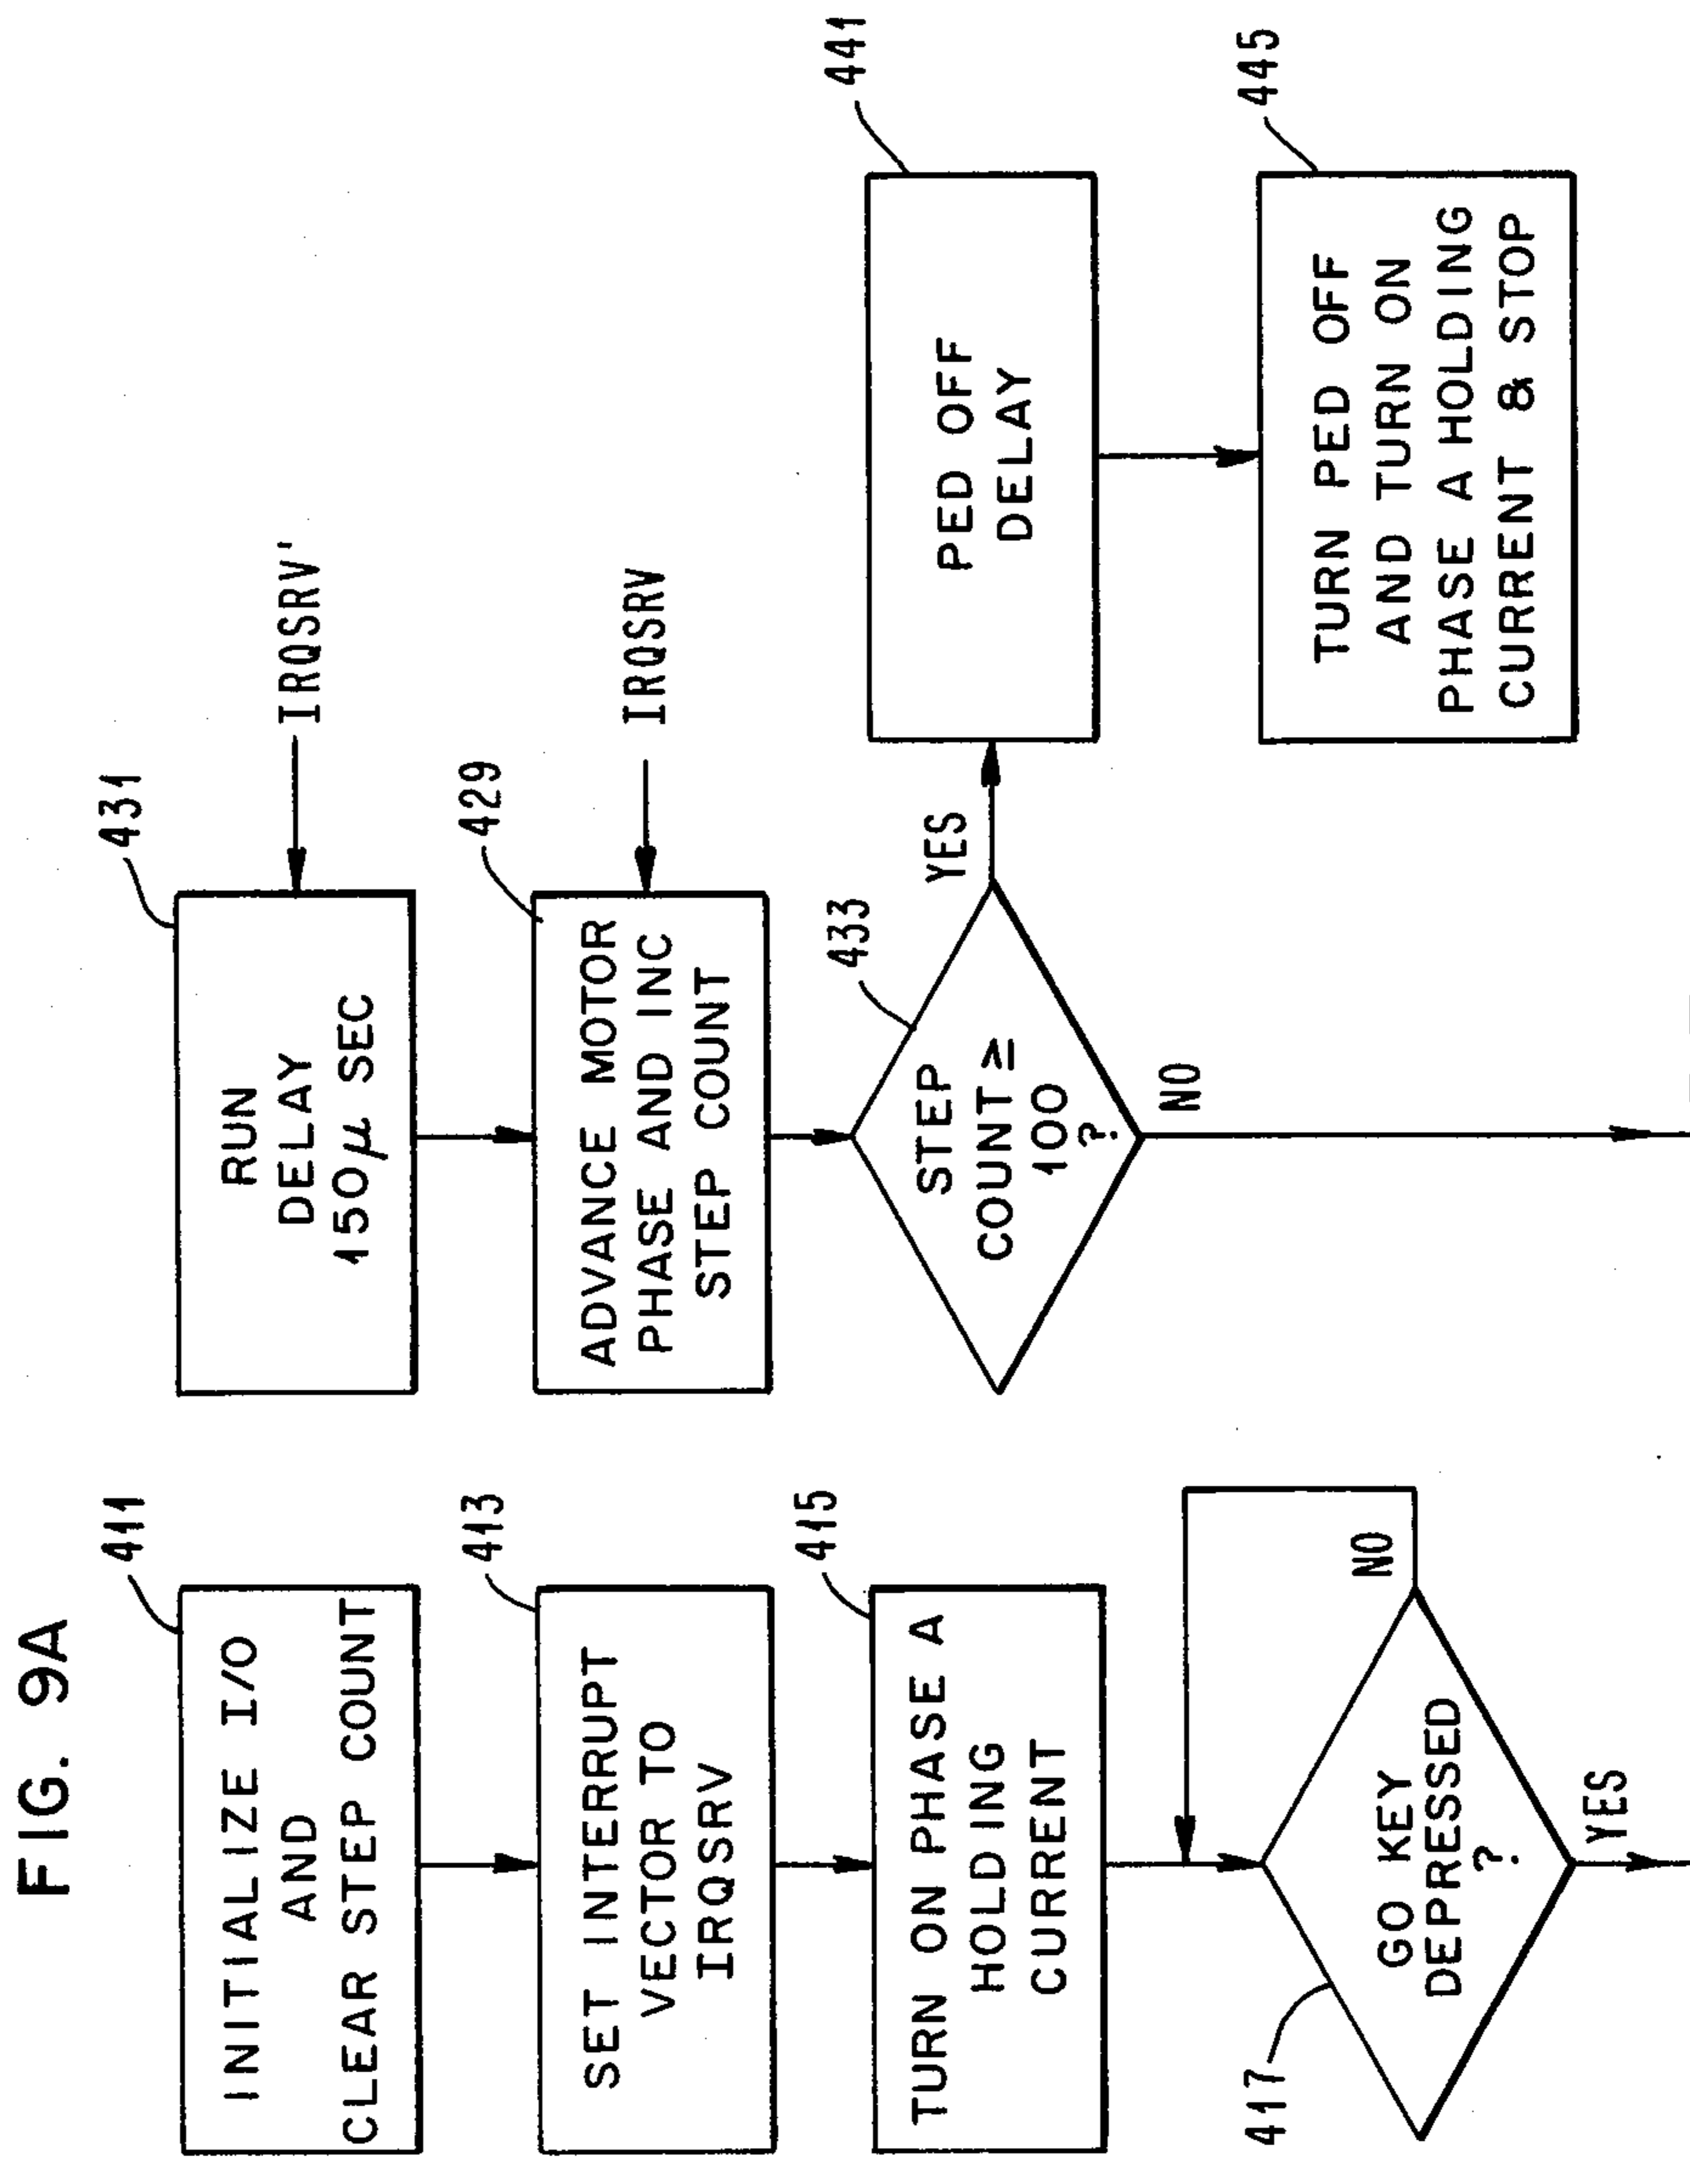 FIG. 9A
411
INITIALIZE I/O
AND
CLEAR STEP COUNT
413
SET INTERRUPT
VECTOR TO
IRQSRV
415
TURN ON PHASE A
HOLDING
CURRENT
417
GO KEY
DEPRESSED
?
NO
YES
431
RUN
DELAY
150μ SEC
IRQSRV'
429
ADVANCE MOTOR
PHASE AND INC
STEP COUNT
IRQSRV
433
STEP
COUNT ≥
100
?
YES
NO
441
PED OFF
DELAY
445
TURN PED OFF
AND TURN ON
PHASE A HOLDING
CURRENT & STOP